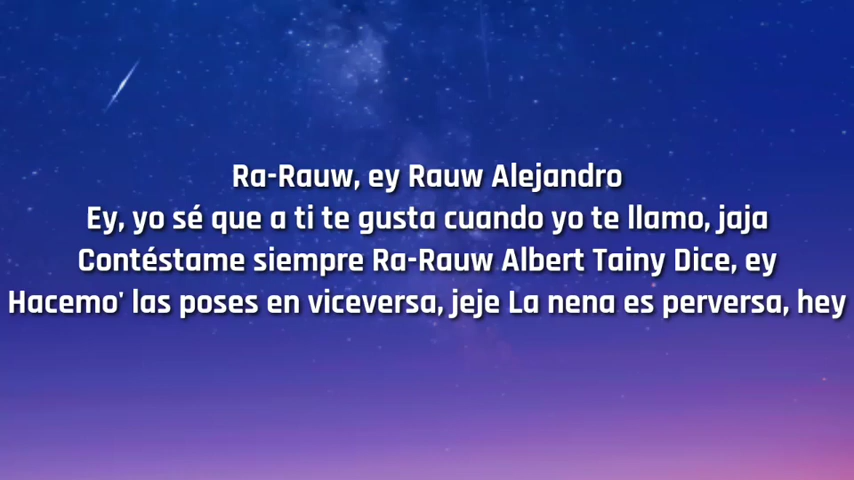 Ra-Rauw, ey Rauw Alejandro
Ey, yo sé que a ti te gusta cuando yo te llamo, jaja
Contéstame siempre Ra-Rauw Albert Tainy Dice, ey
Hacemo' las poses en viceversa, jeje La nena es perversa, hey